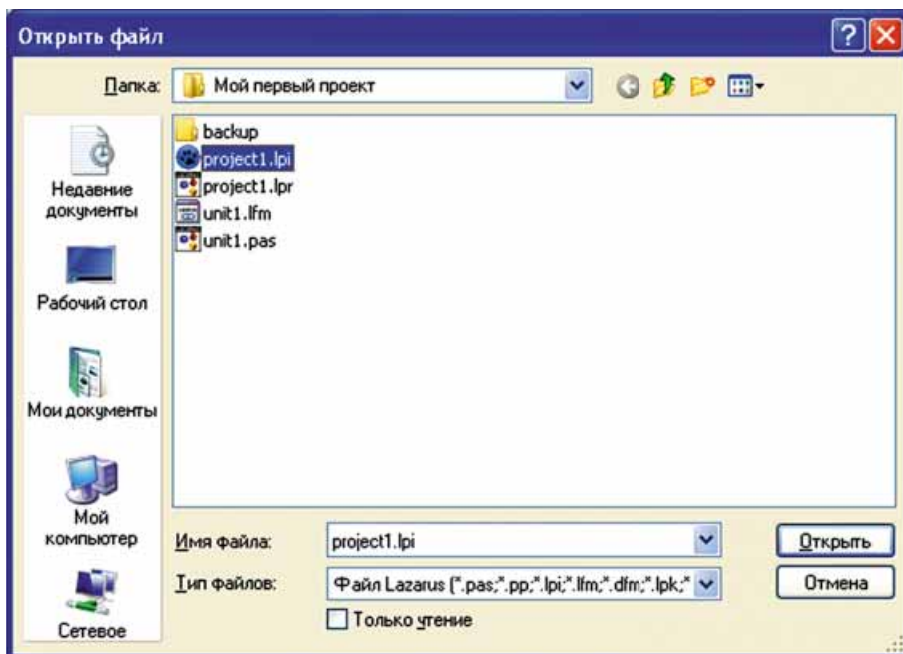 Открыть файл
Папка: Мой первый проект
backup
project1.lpi
project1.lpr
unit1.lfm
unit1.pas
Недавние
документы
Рабочий стол
Мои документы
Мой
компьютер
Сетевое
Имя файла: project1.lpi Открыть
Тип файлов: Файл Lazarus (*.pas;*.pp;*.lpi;*.lfm;*.dfm;*.lpk;* Отмена
Только чтение